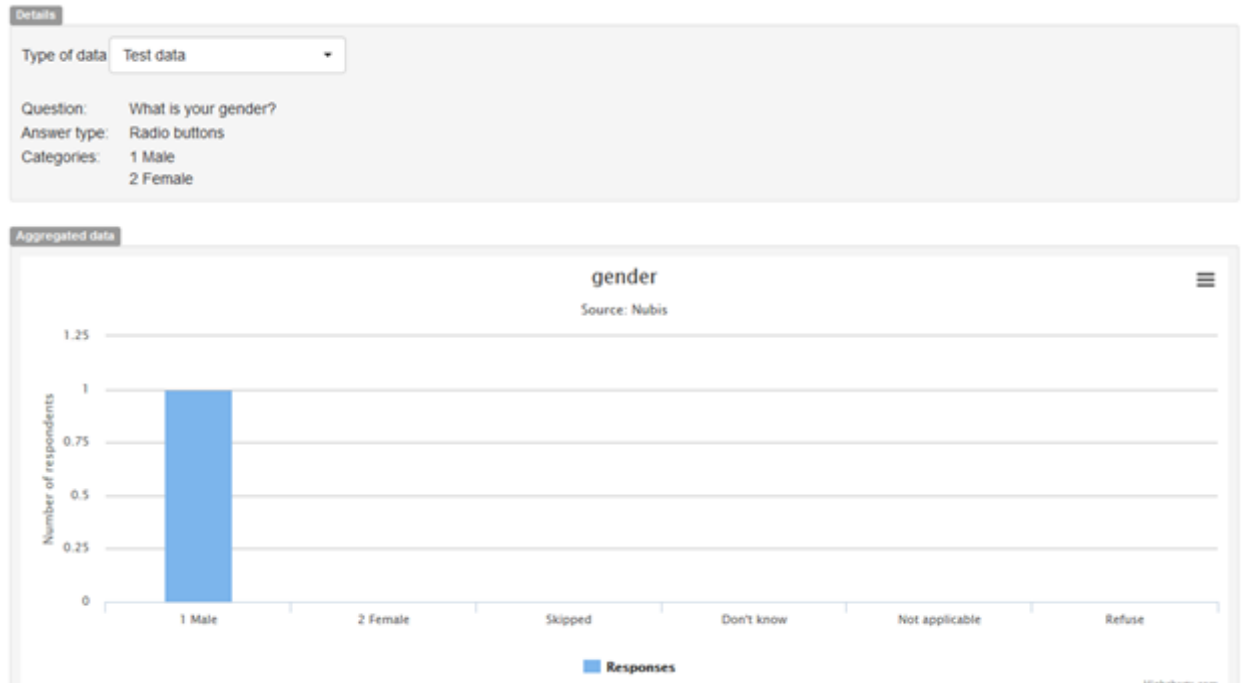 Details
Type of data Test data
Question: What is your gender?
Answer type: Radio buttons
Categories: 1 Male
2 Female
Aggregated data
gender
Source: Nubis
1.25
1
0.75
0.5
0.25
0
Number of respondents
1 Male 2 Female Skipped Don't know Not applicable Refuse
Responses